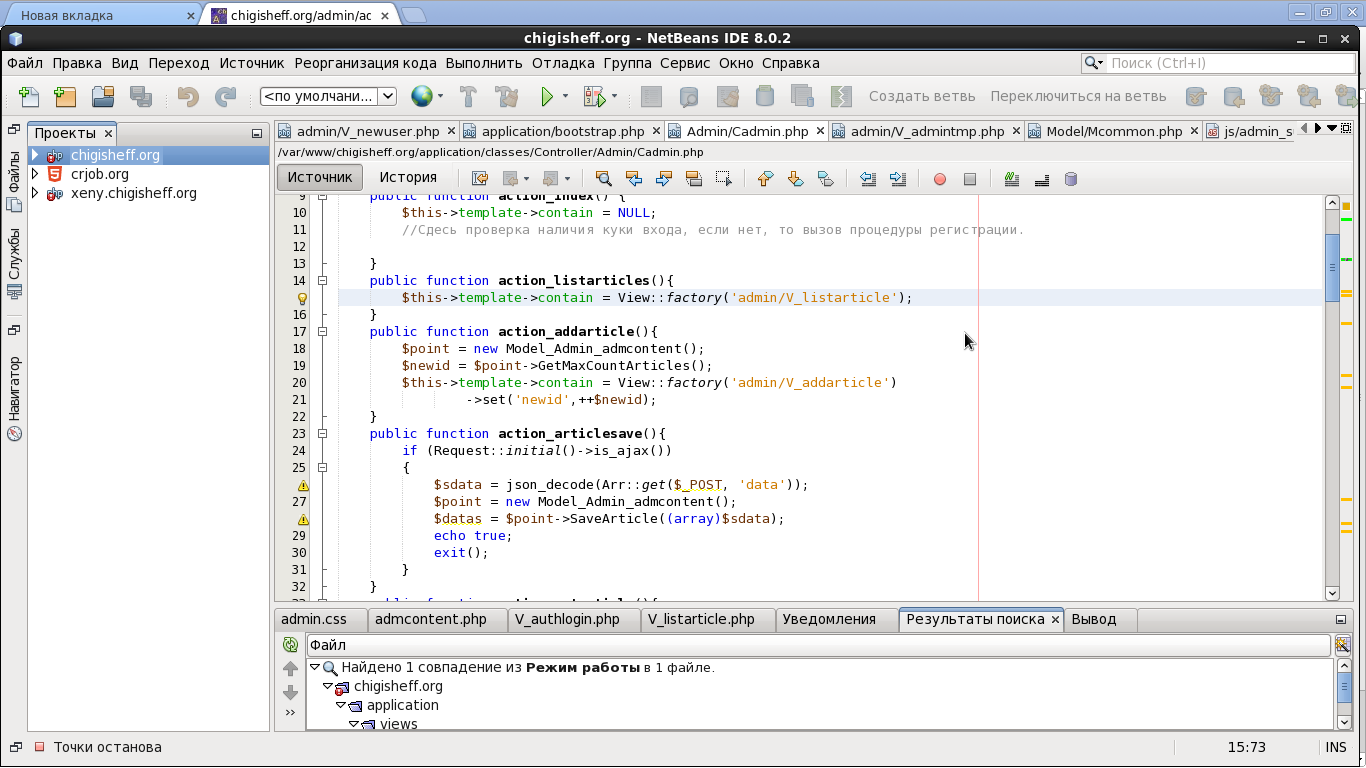 Новая вкладка
chigisheff.org/admin/ac
chigisheff.org - NetBeans IDE 8.0.2
Файл Правка Вид Переход Источник Реорганизация кода Выполнить Отладка Группа Сервис Окно Справка
Поиск (Ctrl+I)
<по умолчани...
Создать ветвь Переключиться на ветвь
Проекты
chigisheff.org
crjob.org
xeny.chigisheff.org
Файлы
Службы
Навигатор
admin/V_newuser.php application/bootstrap.php Admin/Cadmin.php admin/V_admintmp.php Model/Mcommon.php js/admin_s
/var/www/chigisheff.org/application/classes/Controller/Admin/Cadmin.php
Источник История
9 public function action_index() {
10 $this->template->contain = NULL;
11 //Сдесь проверка наличия куки входа, если нет, то вызов процедуры регистрации.
12
13 }
14 public function action_listarticles(){
$this->template->contain = View::factory('admin/V_listarticle');
16 }
17 public function action_addarticle(){
18 $point = new Model_Admin_admcontent();
19 $newid = $point->GetMaxCountArticles();
20 $this->template->contain = View::factory('admin/V_addarticle')
21 ->set('newid',++$newid);
22 }
23 public function action_articlesave(){
24 if (Request::initial()->is_ajax())
25 {
$sdata = json_decode(Arr::get($_POST, 'data'));
27 $point = new Model_Admin_admcontent();
$datas = $point->SaveArticle((array)$sdata);
29 echo true;
30 exit();
31 }
32 }
admin.css admcontent.php V_authlogin.php V_listarticle.php Уведомления Результаты поиска Вывод
Файл
Найдено 1 совпадение из Режим работы в 1 файле.
chigisheff.org
application
views
Точки останова
15:73 INS